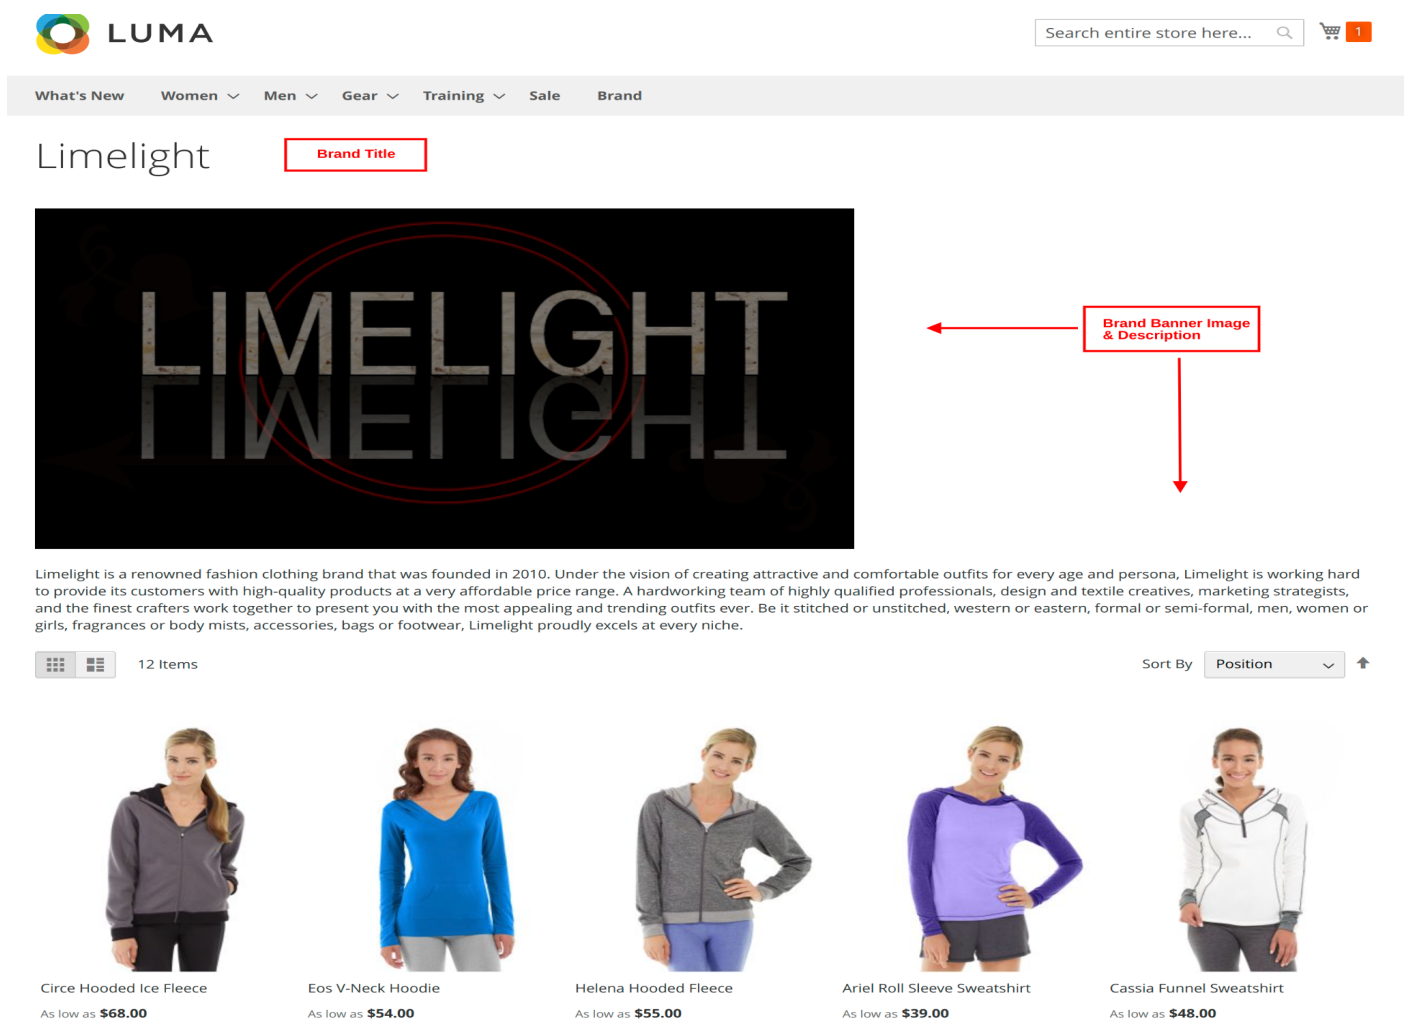 LUMA
Search entire store here...
1
What's New Women Men Gear Training Sale Brand
Limelight
Brand Title
LIMELIGHT
Brand Banner Image
& Description
Limelight is a renowned fashion clothing brand that was founded in 2010. Under the vision of creating attractive and comfortable outfits for every age and persona, Limelight is working hard
to provide its customers with high-quality products at a very affordable price range. A hardworking team of highly qualified professionals, design and textile creatives, marketing strategists,
and the finest crafters work together to present you with the most appealing and trending outfits ever. Be it stitched or unstitched, western or eastern, formal or semi-formal, men, women or
girls, fragrances or body mists, accessories, bags or footwear, Limelight proudly excels at every niche.
12 Items
Sort By Position
Circe Hooded Ice Fleece
As low as $68.00
Eos V-Neck Hoodie
As low as $54.00
Helena Hooded Fleece
As low as $55.00
Ariel Roll Sleeve Sweatshirt
As low as $39.00
Cassia Funnel Sweatshirt
As low as $48.00